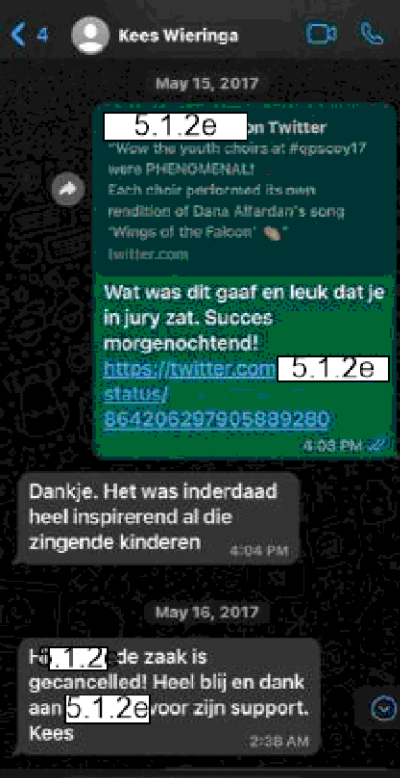 4 Kees Wieringa
May 15, 2017
5.1.2e on Twitter
"Wow the youth choirs at #qpscoy17
were PHENOMENAL!
Each choir performed its own
rendition of Dana Alfardan's song
'Wings of the Falcon' 👏"
twitter.com
Wat was dit gaaf en leuk dat je
in jury zat. Succes
morgenochtend!
https://twitter.com 5.1.2e
status/
864206297905889280
4:03 PM
Dankje. Het was inderdaad
heel inspirerend al die
zingende kinderen
4:04 PM
May 16, 2017
5.1.2e de zaak is
gecancelled! Heel blij en dank
aan 5.1.2e voor zijn support.
Kees
2:38 AM